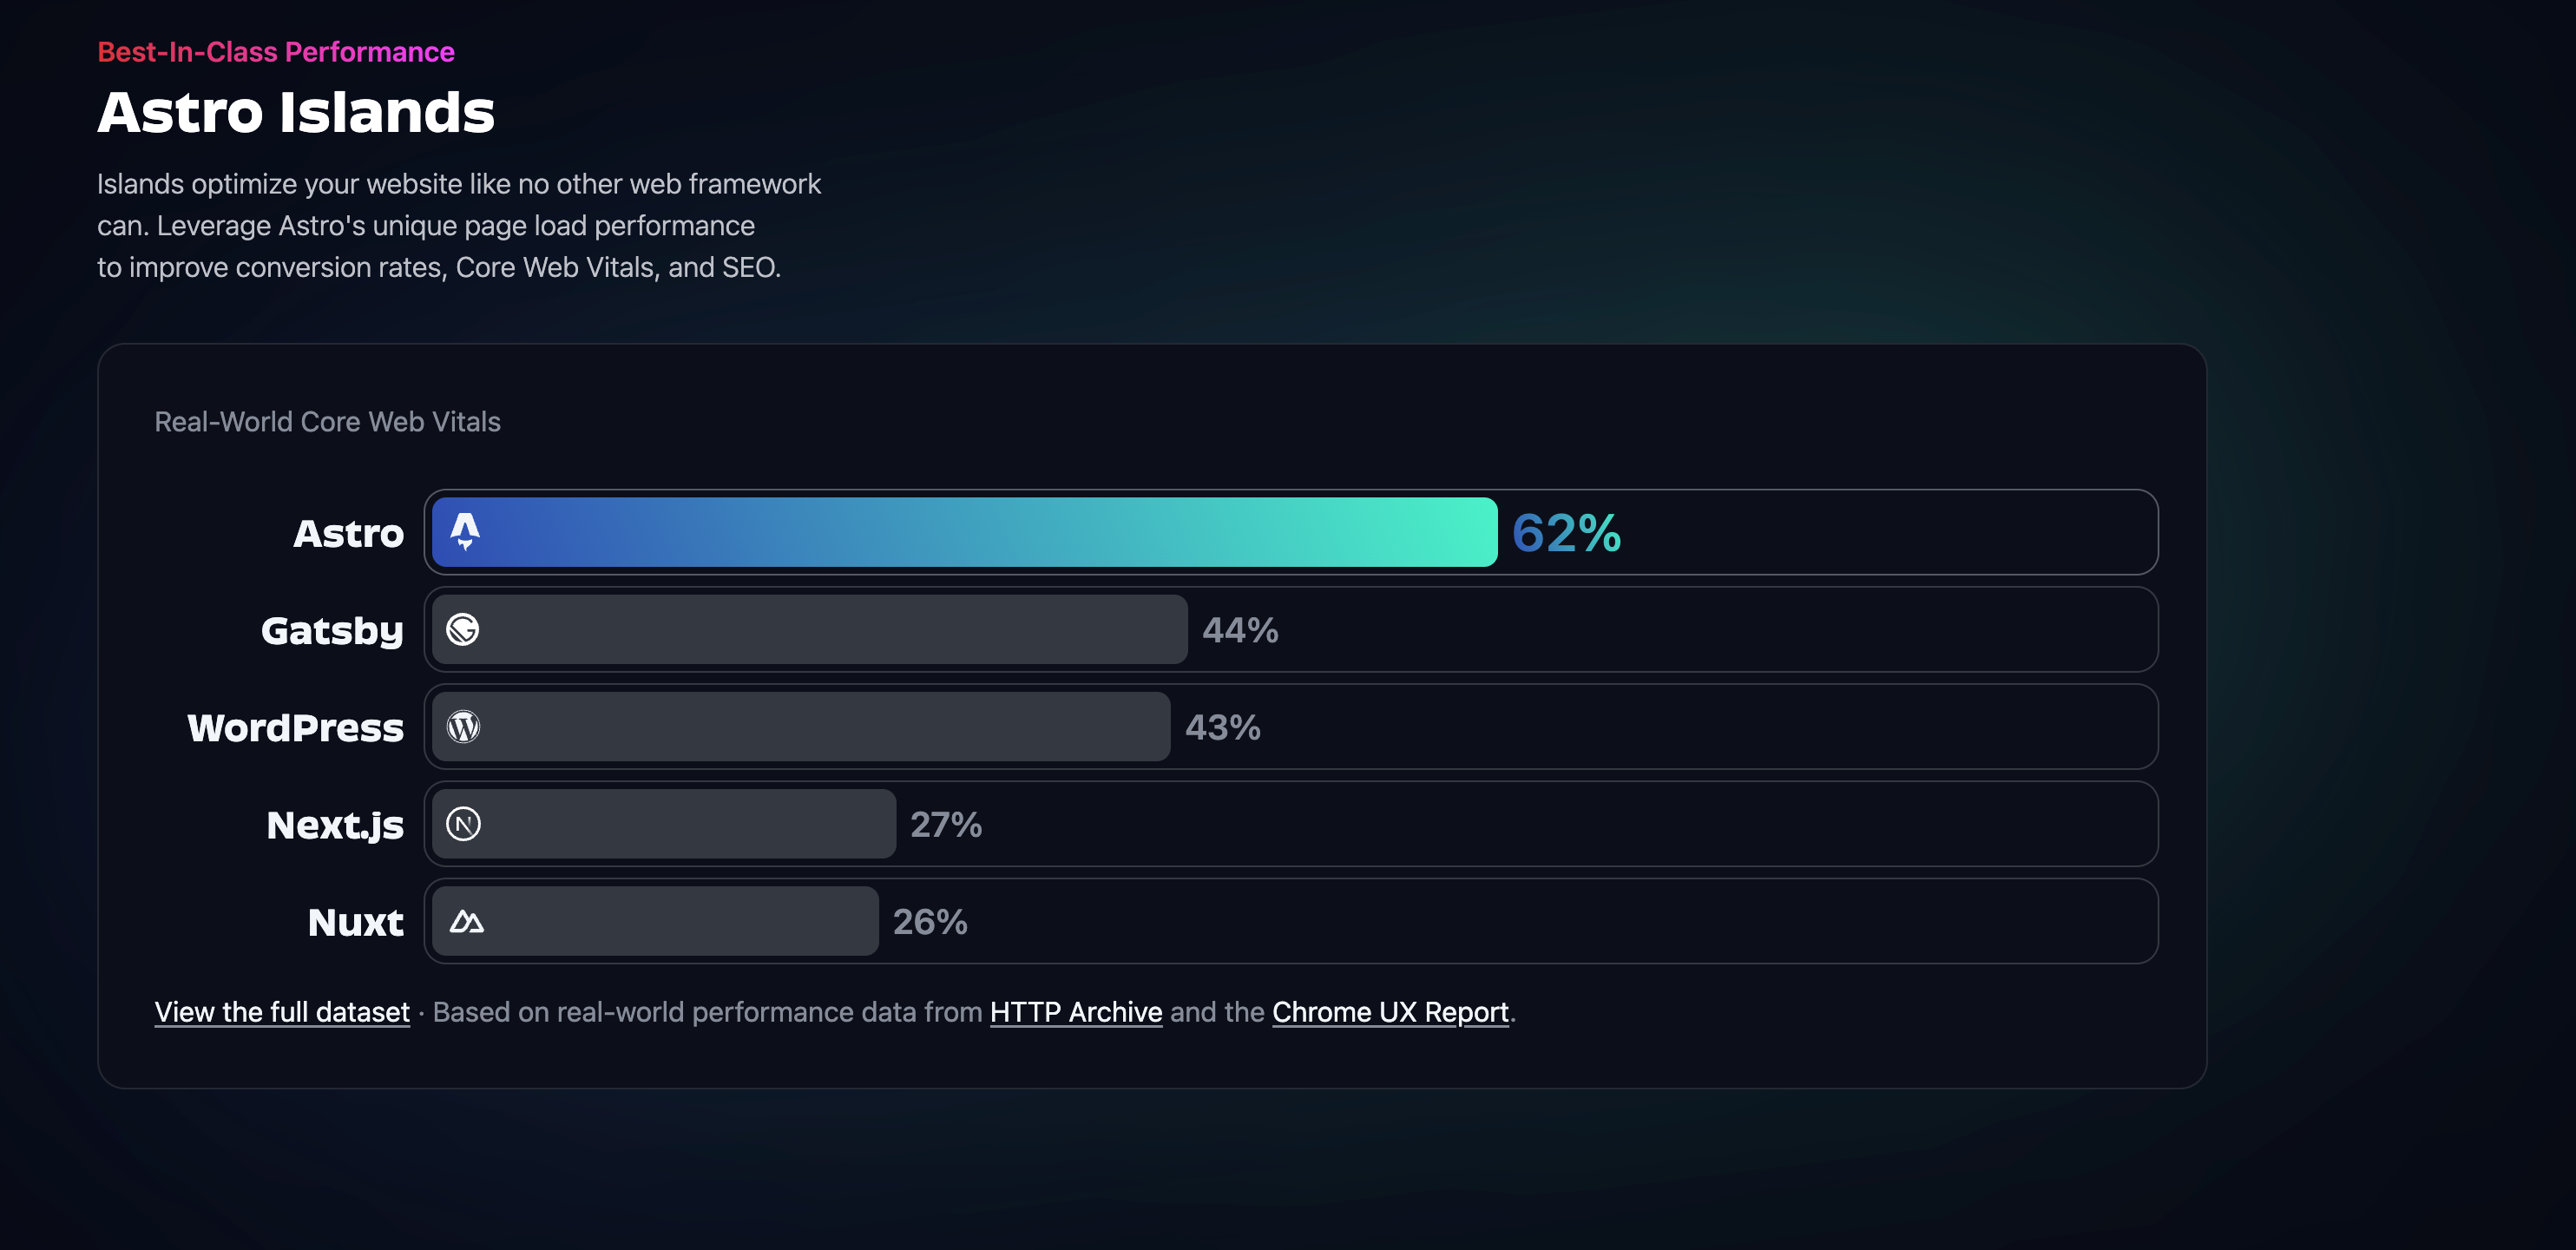 Best-In-Class Performance
Astro Islands
Islands optimize your website like no other web framework
can. Leverage Astro's unique page load performance
to improve conversion rates, Core Web Vitals, and SEO.
Real-World Core Web Vitals
Astro 62%
Gatsby 44%
WordPress 43%
Next.js 27%
Nuxt 26%
View the full dataset · Based on real-world performance data from HTTP Archive and the Chrome UX Report.